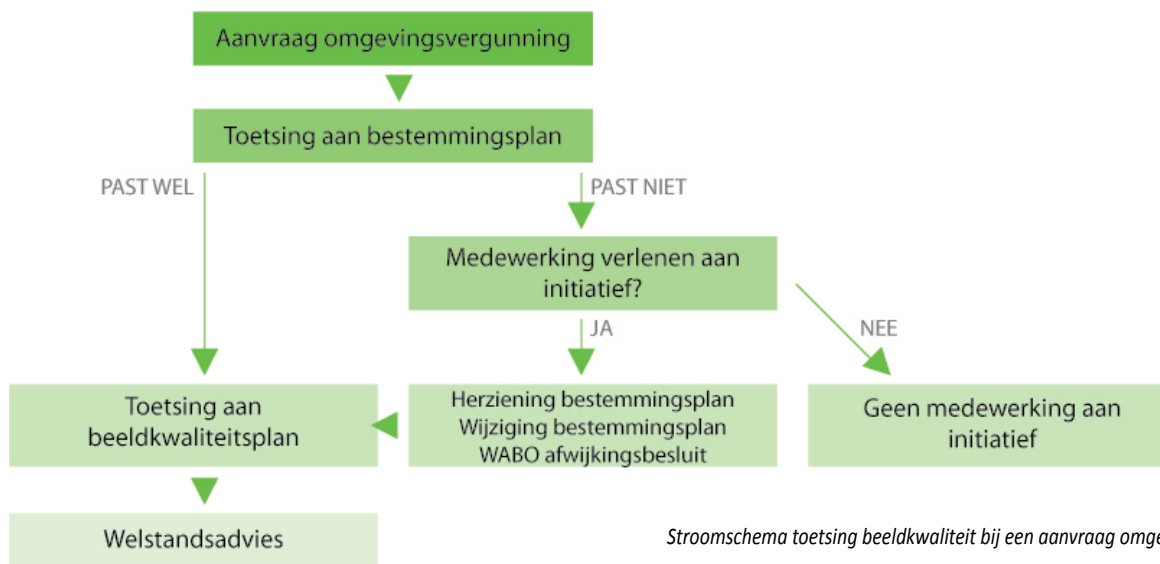 Aanvraag omgevingsvergunning
Toetsing aan bestemmingsplan
PAST WEL
PAST NIET
Medewerking verlenen aan
initiatief?
JA
NEE
Toetsing aan
beeldkwaliteitsplan
Herziening bestemmingsplan
Wijziging bestemmingsplan
WABO afwijkingsbesluit
Geen medewerking aan
initiatief
Welstandsadvies
Stroomschema toetsing beeldkwaliteit bij een aanvraag